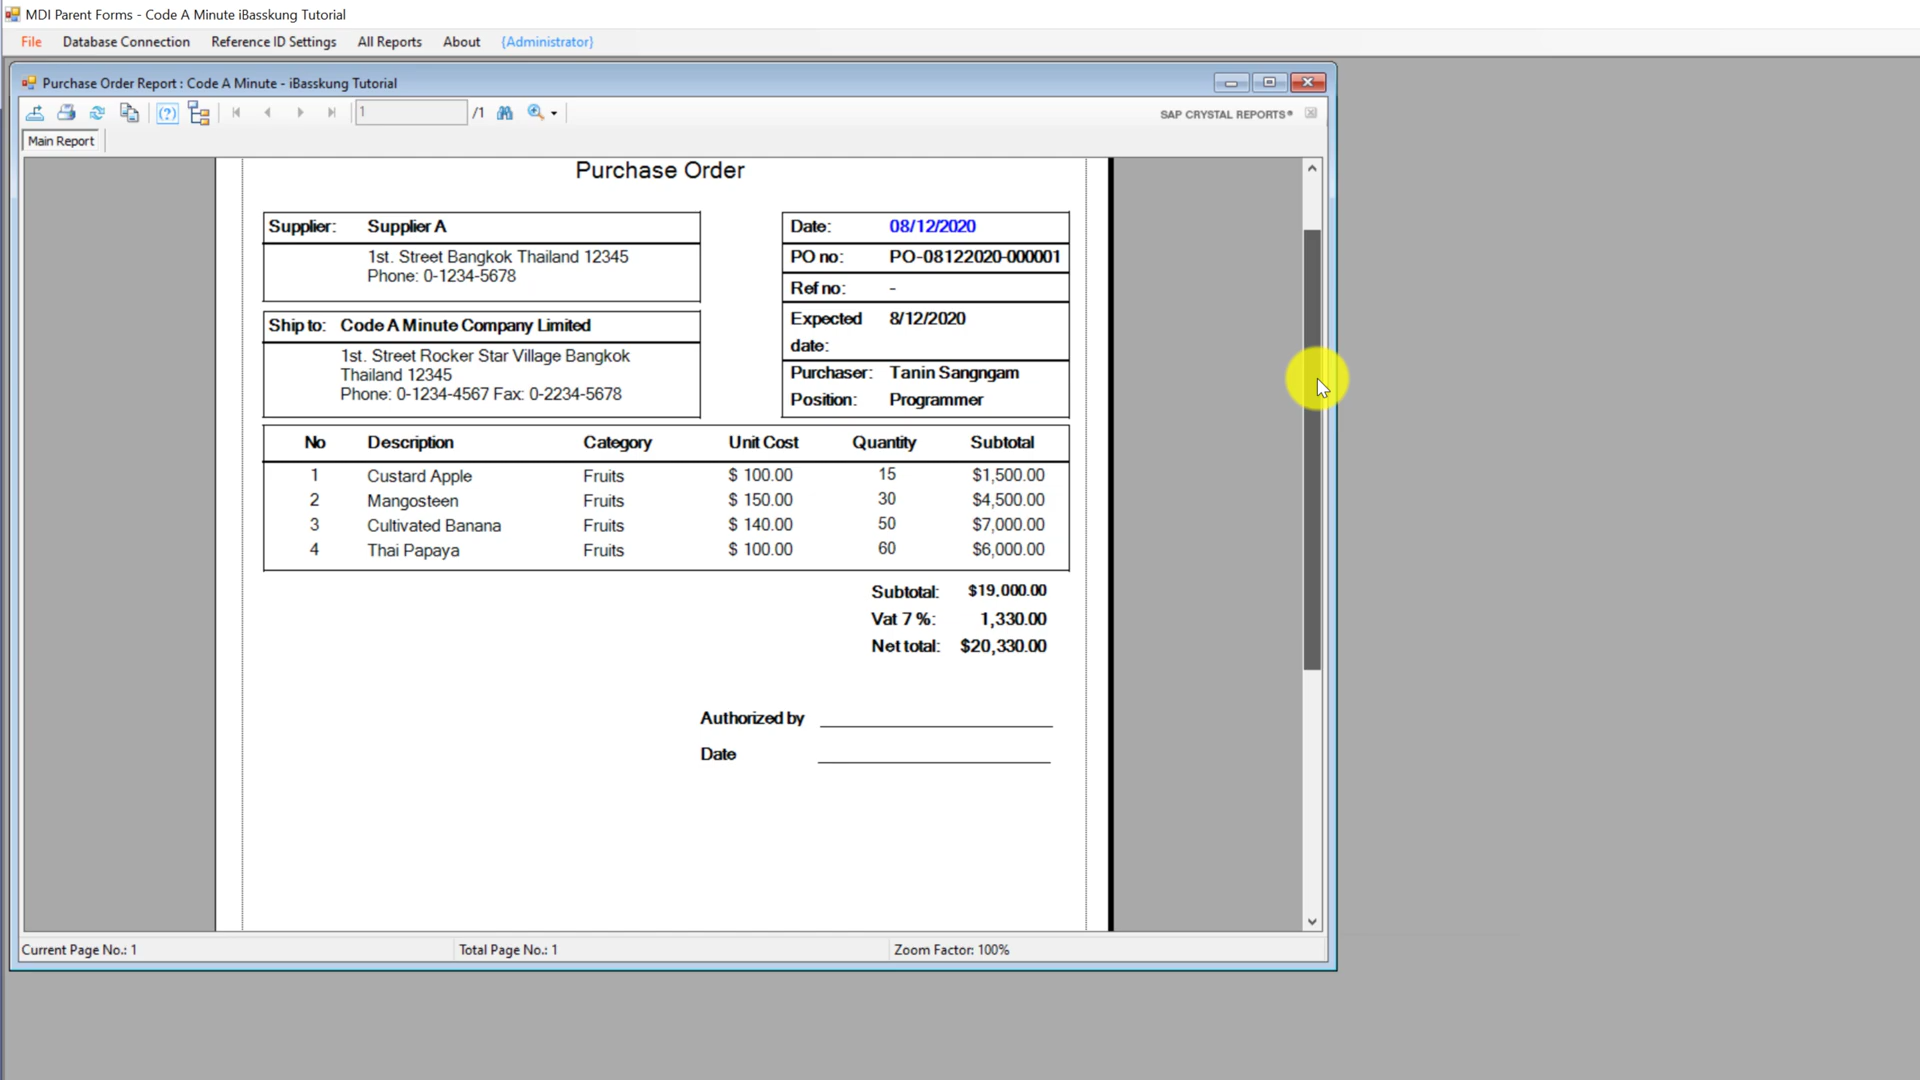 MDI Parent Forms - Code A Minute iBasskung Tutorial
File Database Connection Reference ID Settings All Reports About {Administrator}
Purchase Order Report : Code A Minute - iBasskung Tutorial
1 /1 SAP CRYSTAL REPORTS®
Main Report
Purchase Order
Supplier: Supplier A
1st. Street Bangkok Thailand 12345
Phone: 0-1234-5678
Ship to: Code A Minute Company Limited
1st. Street Rocker Star Village Bangkok
Thailand 12345
Phone: 0-1234-4567 Fax: 0-2234-5678
Date: 08/12/2020
PO no: PO-08122020-000001
Ref no: -
Expected 8/12/2020
date:
Purchaser: Tanin Sangngam
Position: Programmer
No Description Category Unit Cost Quantity Subtotal
1 Custard Apple Fruits $ 100.00 15 $1,500.00
2 Mangosteen Fruits $ 150.00 30 $4,500.00
3 Cultivated Banana Fruits $ 140.00 50 $7,000.00
4 Thai Papaya Fruits $ 100.00 60 $6,000.00
Subtotal: $19,000.00
Vat 7 %: 1,330.00
Net total: $20,330.00
Authorized by
Date
Current Page No.: 1 Total Page No.: 1 Zoom Factor: 100%